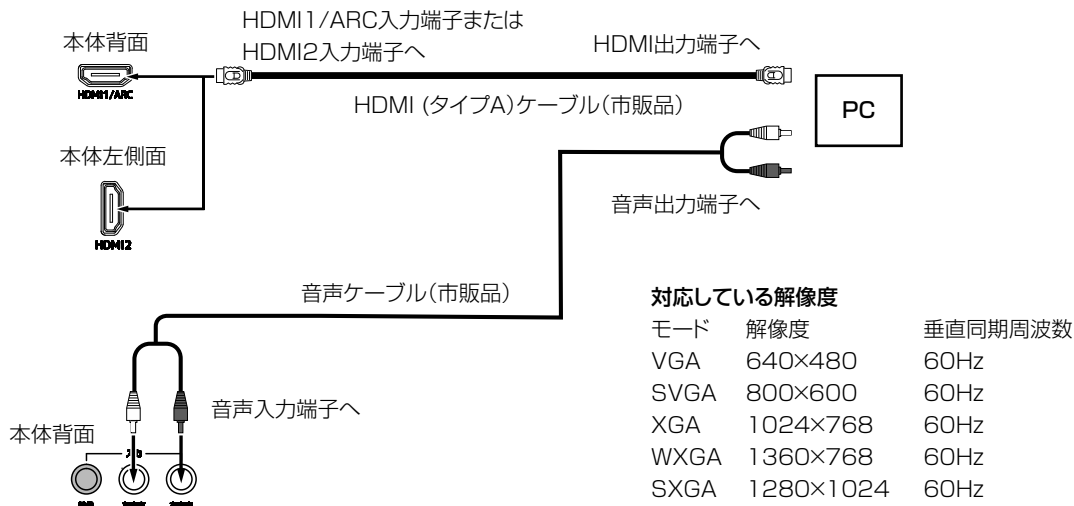 HDMI1/ARC入力端子または
HDMI2入力端子へ
HDMI出力端子へ
本体背面
HDMI1/ARC
HDMI (タイプA)ケーブル(市販品)
PC
本体左側面
HDMI2
音声出力端子へ
音声ケーブル(市販品)
音声入力端子へ
本体背面
対応している解像度
モード 解像度 垂直同期周波数
VGA 640×480 60Hz
SVGA 800×600 60Hz
XGA 1024×768 60Hz
WXGA 1360×768 60Hz
SXGA 1280×1024 60Hz